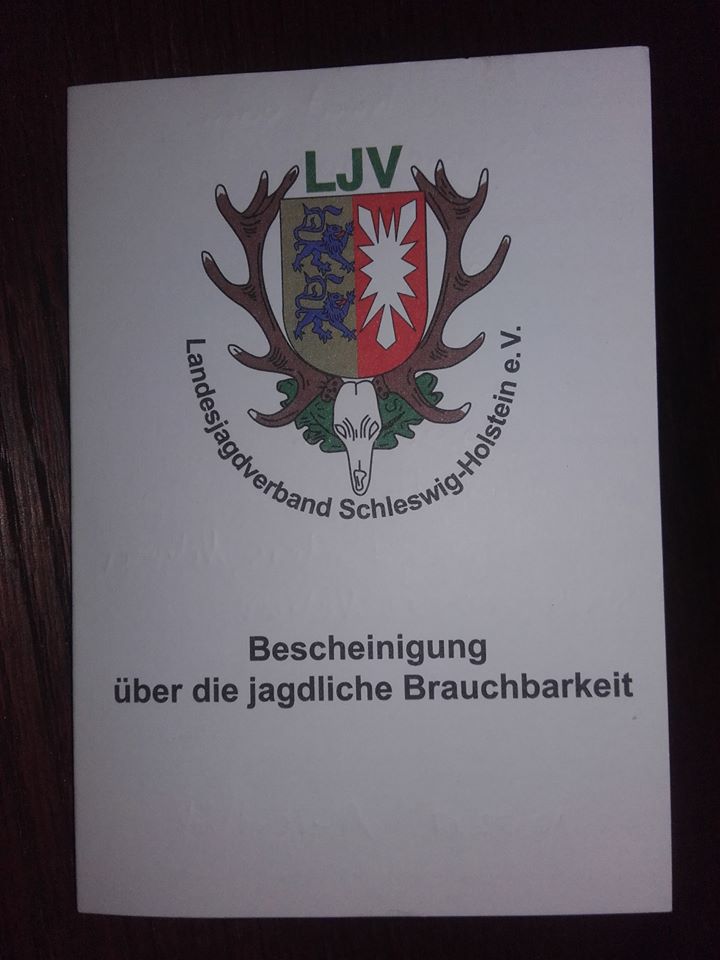 LJV
Landesjagdverband Schleswig-Holstein e. V.
Bescheinigung
über die jagdliche Brauchbarkeit